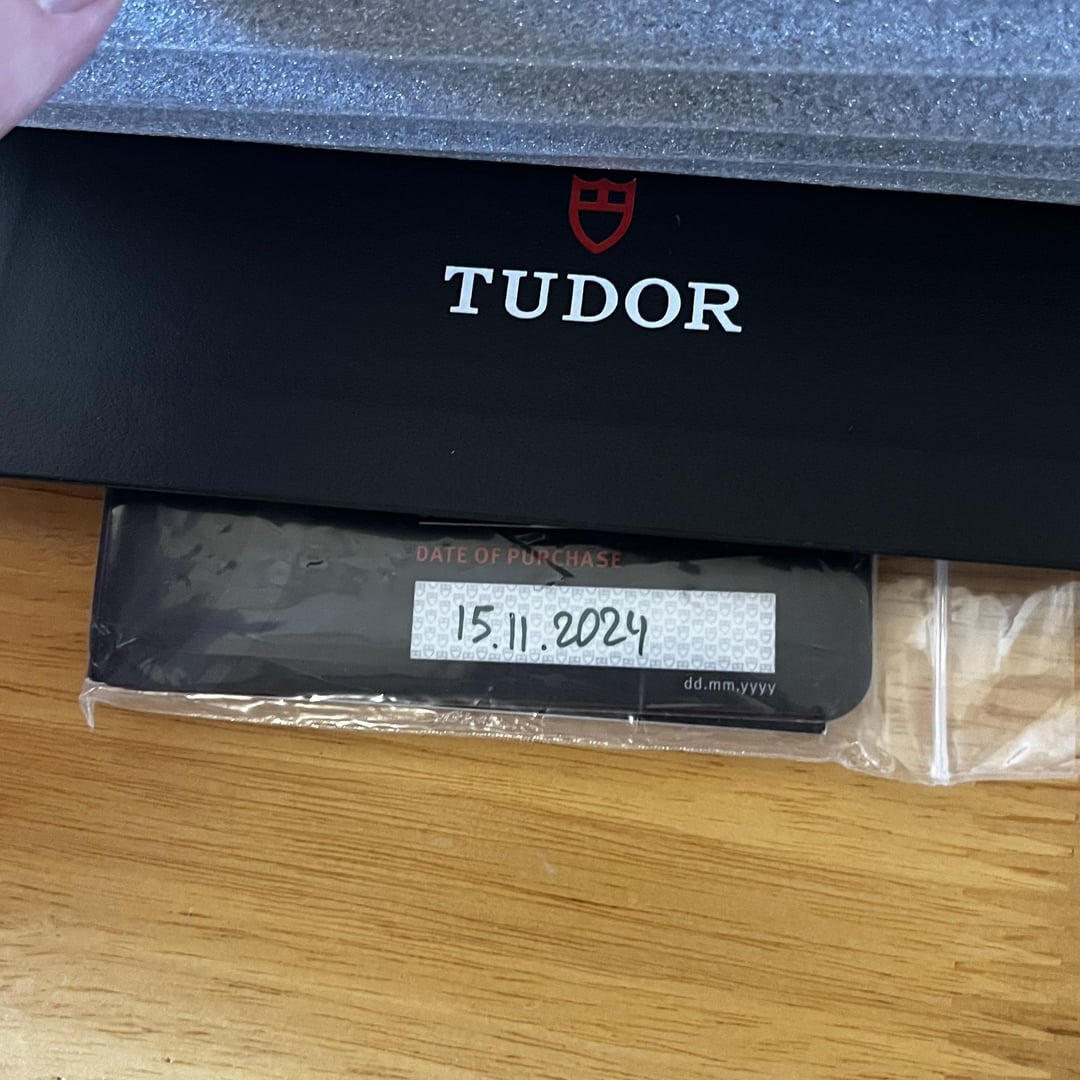 TUDOR
DATE OF PURCHASE
15.11.2024
dd.mm.yyyy